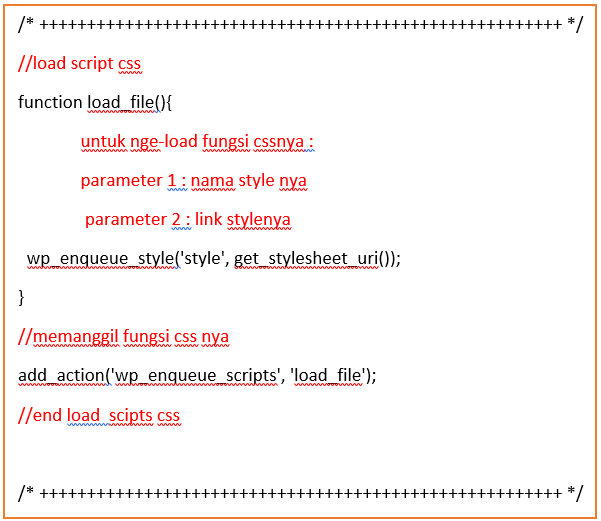 /* +++++++++++++++++++++++++++++++++++++++++++++++++++++++ */
//load script css
function load_file(){
untuk nge-load fungsi cssnya :
parameter 1 : nama style nya
parameter 2 : link stylenya
wp_enqueue_style('style', get_stylesheet_uri());
}
//memanggil fungsi css nya
add_action('wp_enqueue_scripts', 'load_file');
//end load_scipts css
/* +++++++++++++++++++++++++++++++++++++++++++++++++++++++ */